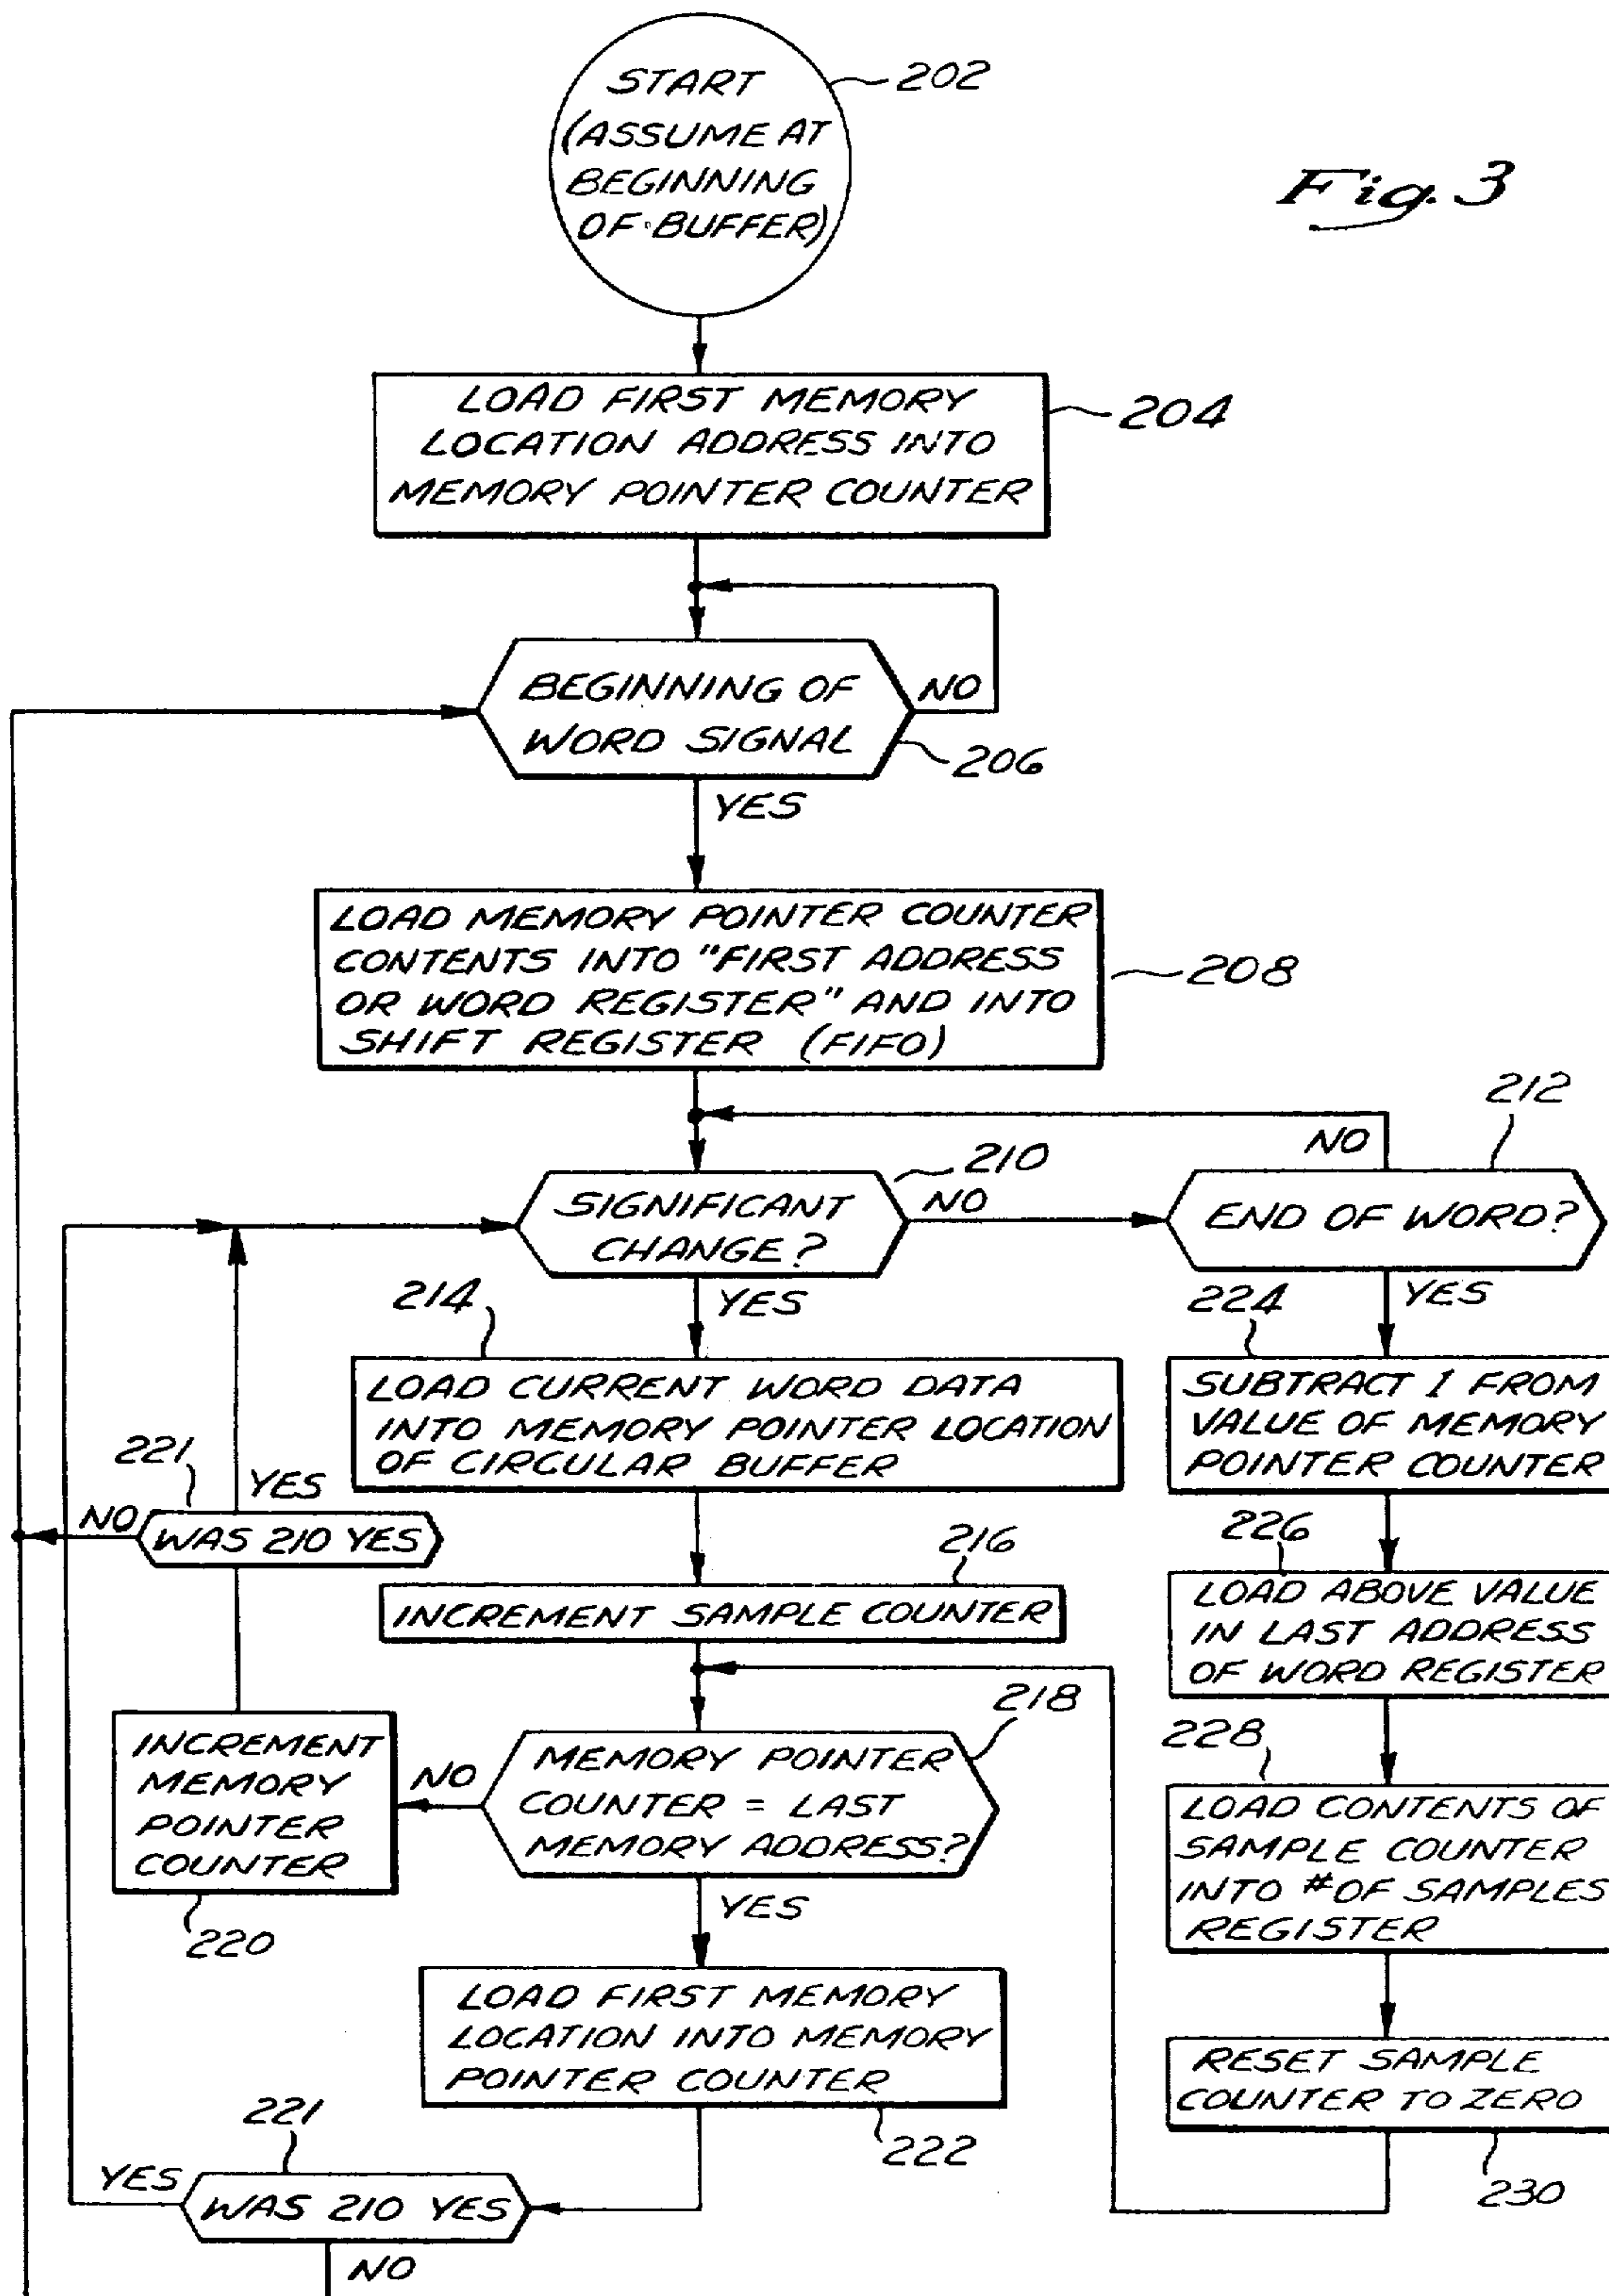 START
(ASSUME AT
BEGINNING
OF BUFFER)
202
Fig. 3
LOAD FIRST MEMORY
LOCATION ADDRESS INTO
MEMORY POINTER COUNTER
204
BEGINNING OF
WORD SIGNAL
NO
206
YES
LOAD MEMORY POINTER COUNTER
CONTENTS INTO "FIRST ADDRESS
OR WORD REGISTER" AND INTO
SHIFT REGISTER (FIFO)
208
212
NO
210
SIGNIFICANT
CHANGE?
NO
END OF WORD?
214
YES
224
YES
LOAD CURRENT WORD DATA
INTO MEMORY POINTER LOCATION
OF CIRCULAR BUFFER
SUBTRACT 1 FROM
VALUE OF MEMORY
POINTER COUNTER
221
YES
NO
WAS 210 YES
216
226
INCREMENT SAMPLE COUNTER
LOAD ABOVE VALUE
IN LAST ADDRESS
OF WORD REGISTER
218
228
INCREMENT
MEMORY
POINTER
COUNTER
NO
MEMORY POINTER
COUNTER = LAST
MEMORY ADDRESS?
LOAD CONTENTS OF
SAMPLE COUNTER
INTO # OF SAMPLES
REGISTER
220
YES
LOAD FIRST MEMORY
LOCATION INTO MEMORY
POINTER COUNTER
RESET SAMPLE
COUNTER TO ZERO
221
222
YES
WAS 210 YES
230
NO